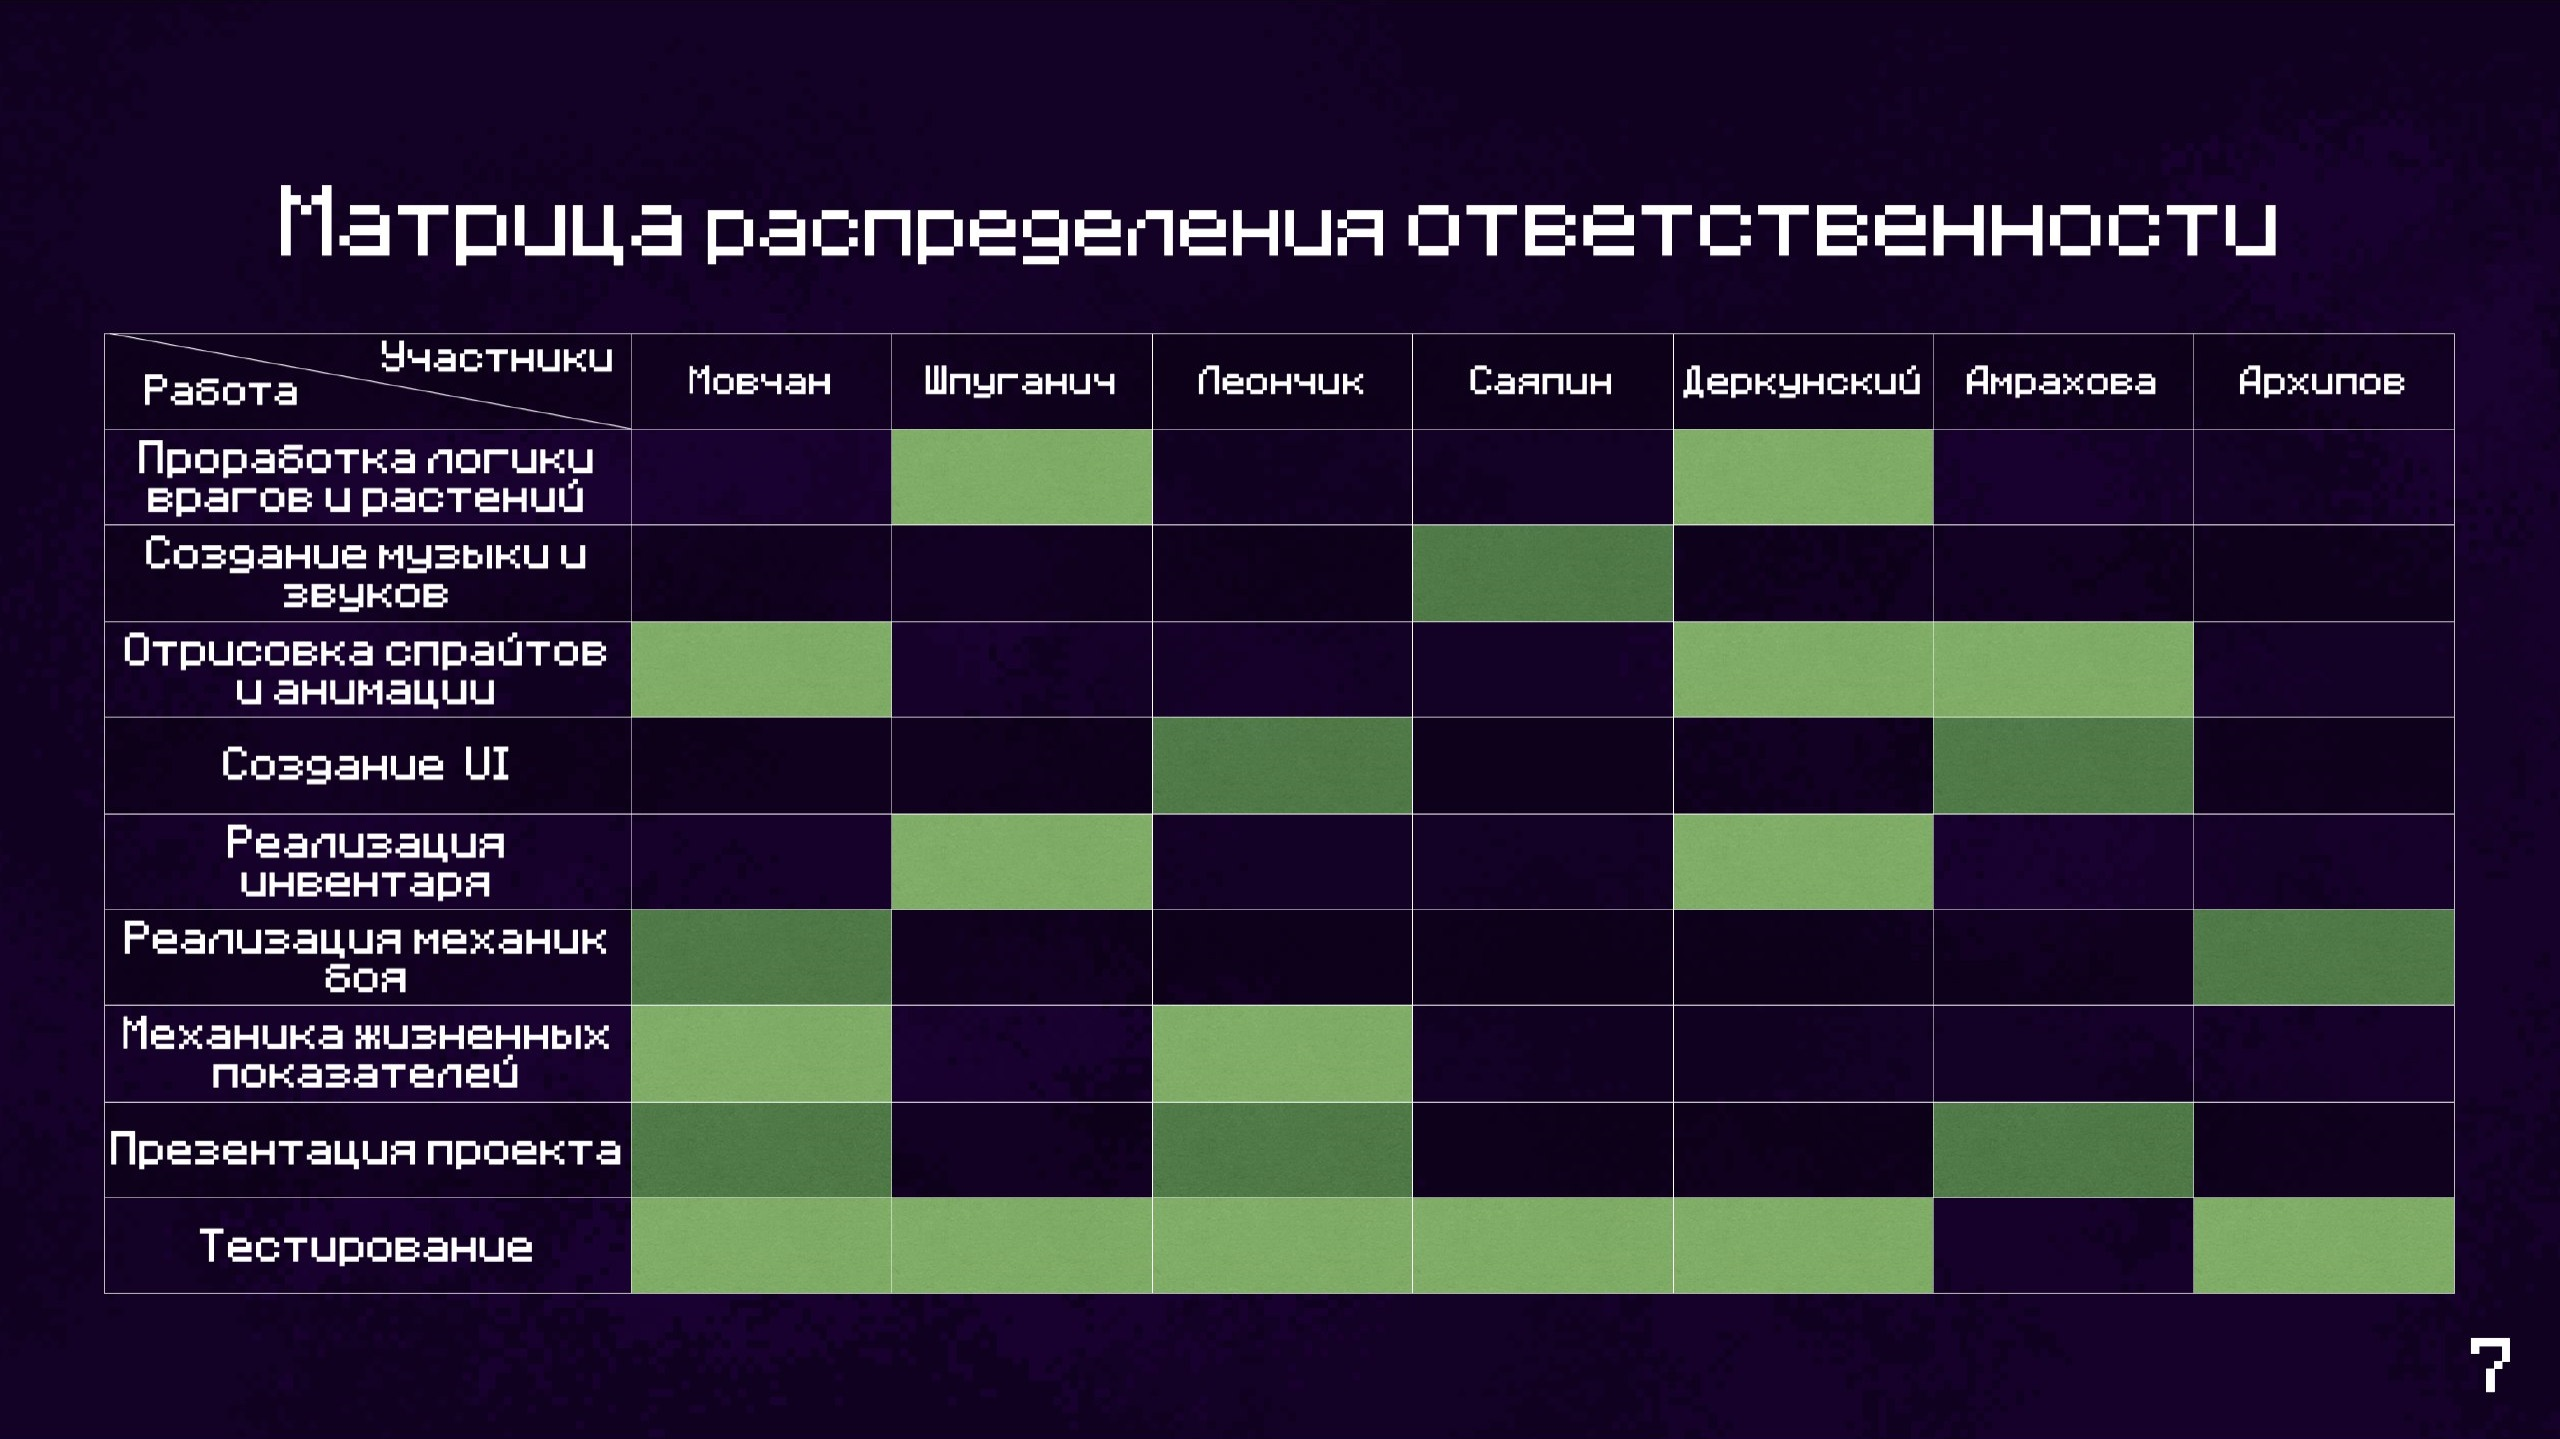 Матрица распределения ответственности
Участники
Работа
Мовчан
Шпуганич
Леончик
Саяпин
Деркунский
Амрахова
Архипов
Проработка логики
врагов и растений
Создание музыки и
звуков
Отрисовка спрайтов
и анимации
Создание UI
Реализация
инвентаря
Реализация механик
боя
Механика жизненных
показателей
Презентация проекта
Тестирование
7